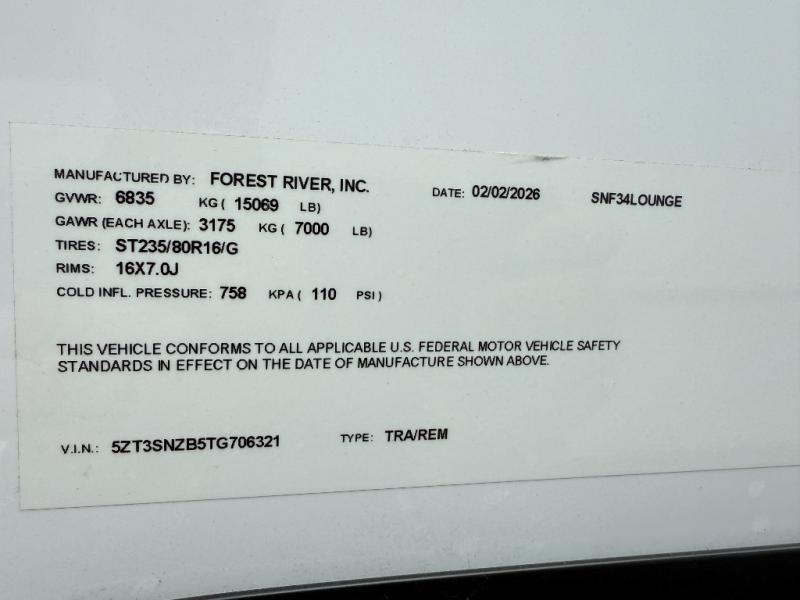 MANUFACTURED BY: FOREST RIVER, INC. DATE: 02/02/2026 SNF34LOUNGE
GVWR: 6835 KG ( 15069 LB)
GAWR (EACH AXLE): 3175 KG ( 7000 LB)
TIRES: ST235/80R16/G
RIMS: 16X7.0J
COLD INFL. PRESSURE: 758 KPA ( 110 PSI )
THIS VEHICLE CONFORMS TO ALL APPLICABLE U.S. FEDERAL MOTOR VEHICLE SAFETY
STANDARDS IN EFFECT ON THE DATE OF MANUFACTURE SHOWN ABOVE.
V.I.N.: 5ZT3SNZB5TG706321 TYPE: TRA/REM